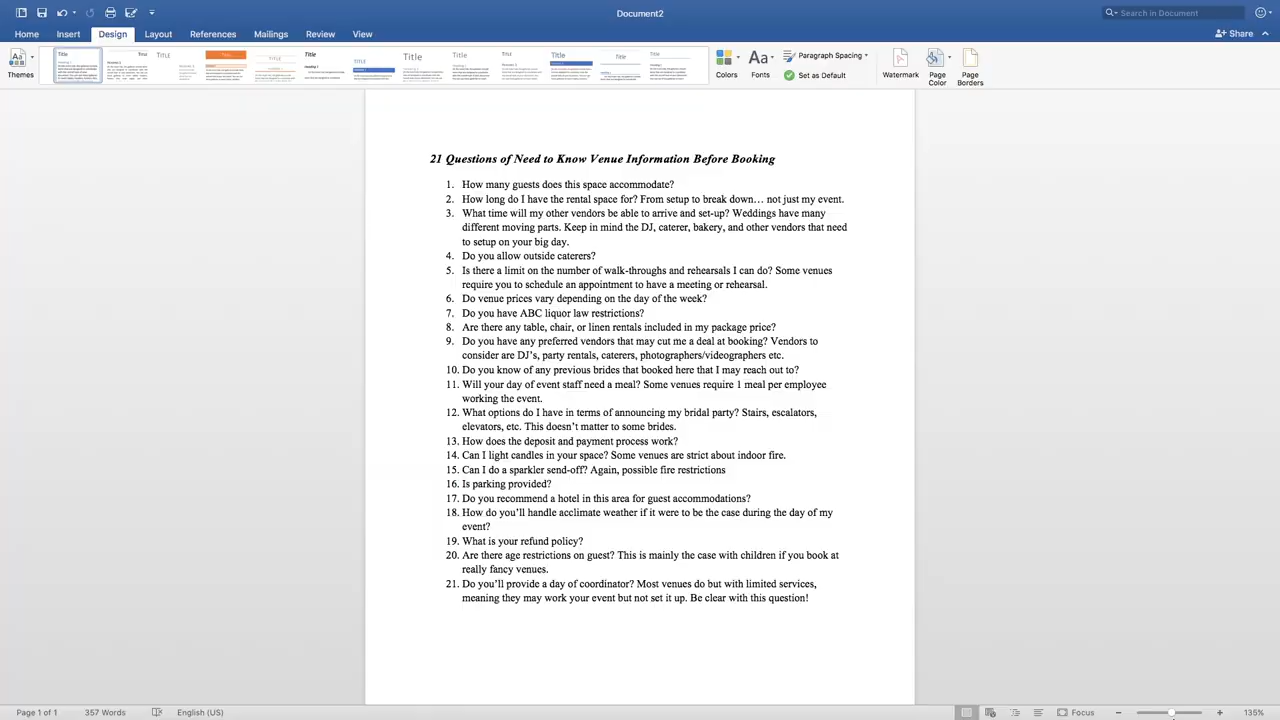 Document2
Search in Document
Home Insert Design Layout References Mailings Review View
Share
Colors
Fonts
Paragraph Spacing
Set as Default
Watermark
Page Color
Page Borders
21 Questions of Need to Know Venue Information Before Booking
1. How many guests does this space accommodate?
2. How long do I have the rental space for? From setup to break down… not just my event.
3. What time will my other vendors be able to arrive and set-up? Weddings have many
different moving parts. Keep in mind the DJ, caterer, bakery, and other vendors that need
to setup on your big day.
4. Do you allow outside caterers?
5. Is there a limit on the number of walk-throughs and rehearsals I can do? Some venues
require you to schedule an appointment to have a meeting or rehearsal.
6. Do venue prices vary depending on the day of the week?
7. Do you have ABC liquor law restrictions?
8. Are there any table, chair, or linen rentals included in my package price?
9. Do you have any preferred vendors that may cut me a deal at booking? Vendors to
consider are DJ's, party rentals, caterers, photographers/videographers etc.
10. Do you know of any previous brides that booked here that I may reach out to?
11. Will your day of event staff need a meal? Some venues require 1 meal per employee
working the event.
12. What options do I have in terms of announcing my bridal party? Stairs, escalators,
elevators, etc. This doesn't matter to some brides.
13. How does the deposit and payment process work?
14. Can I light candles in your space? Some venues are strict about indoor fire.
15. Can I do a sparkler send-off? Again, possible fire restrictions
16. Is parking provided?
17. Do you recommend a hotel in this area for guest accommodations?
18. How do you'll handle acclimate weather if it were to be the case during the day of my
event?
19. What is your refund policy?
20. Are there age restrictions on guest? This is mainly the case with children if you book at
really fancy venues.
21. Do you'll provide a day of coordinator? Most venues do but with limited services,
meaning they may work your event but not set it up. Be clear with this question!
Page 1 of 1 357 Words English (US) Focus 135%